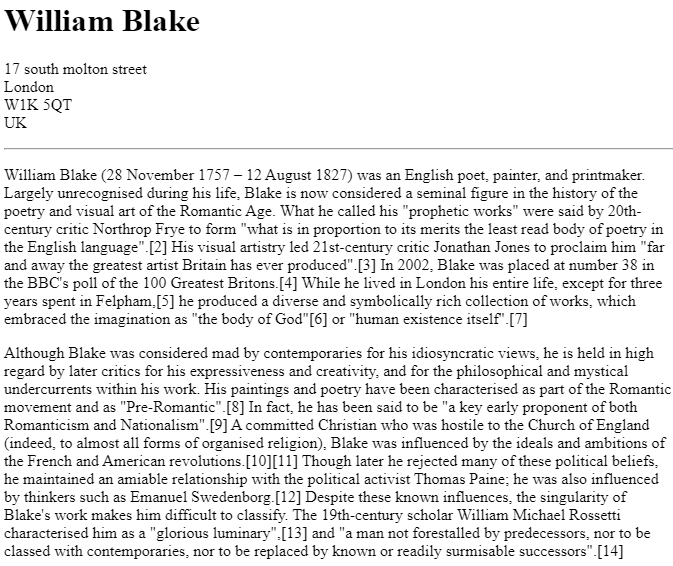 William Blake
17 south molton street
London
W1K 5QT
UK
William Blake (28 November 1757 – 12 August 1827) was an English poet, painter, and printmaker.
Largely unrecognised during his life, Blake is now considered a seminal figure in the history of the
poetry and visual art of the Romantic Age. What he called his "prophetic works" were said by 20th-
century critic Northrop Frye to form "what is in proportion to its merits the least read body of poetry in
the English language".[2] His visual artistry led 21st-century critic Jonathan Jones to proclaim him "far
and away the greatest artist Britain has ever produced".[3] In 2002, Blake was placed at number 38 in
the BBC's poll of the 100 Greatest Britons.[4] While he lived in London his entire life, except for three
years spent in Felpham,[5] he produced a diverse and symbolically rich collection of works, which
embraced the imagination as "the body of God"[6] or "human existence itself".[7]
Although Blake was considered mad by contemporaries for his idiosyncratic views, he is held in high
regard by later critics for his expressiveness and creativity, and for the philosophical and mystical
undercurrents within his work. His paintings and poetry have been characterised as part of the Romantic
movement and as "Pre-Romantic".[8] In fact, he has been said to be "a key early proponent of both
Romanticism and Nationalism".[9] A committed Christian who was hostile to the Church of England
(indeed, to almost all forms of organised religion), Blake was influenced by the ideals and ambitions of
the French and American revolutions.[10][11] Though later he rejected many of these political beliefs,
he maintained an amiable relationship with the political activist Thomas Paine; he was also influenced
by thinkers such as Emanuel Swedenborg.[12] Despite these known influences, the singularity of
Blake's work makes him difficult to classify. The 19th-century scholar William Michael Rossetti
characterised him as a "glorious luminary",[13] and "a man not forestalled by predecessors, nor to be
classed with contemporaries, nor to be replaced by known or readily surmisable successors".[14]